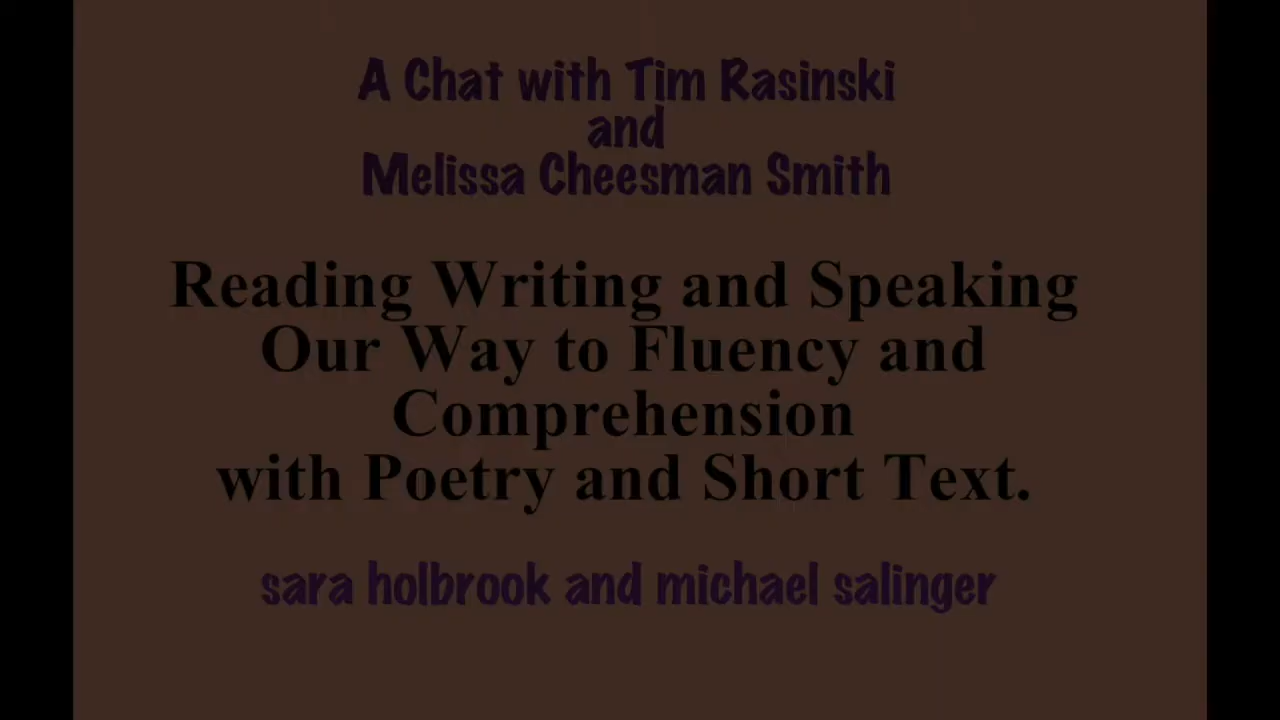 A Chat with Tim Rasinski
and
Melissa Cheesman Smith
Reading Writing and Speaking
Our Way to Fluency and
Comprehension
with Poetry and Short Text.
sara holbrook and michael salinger